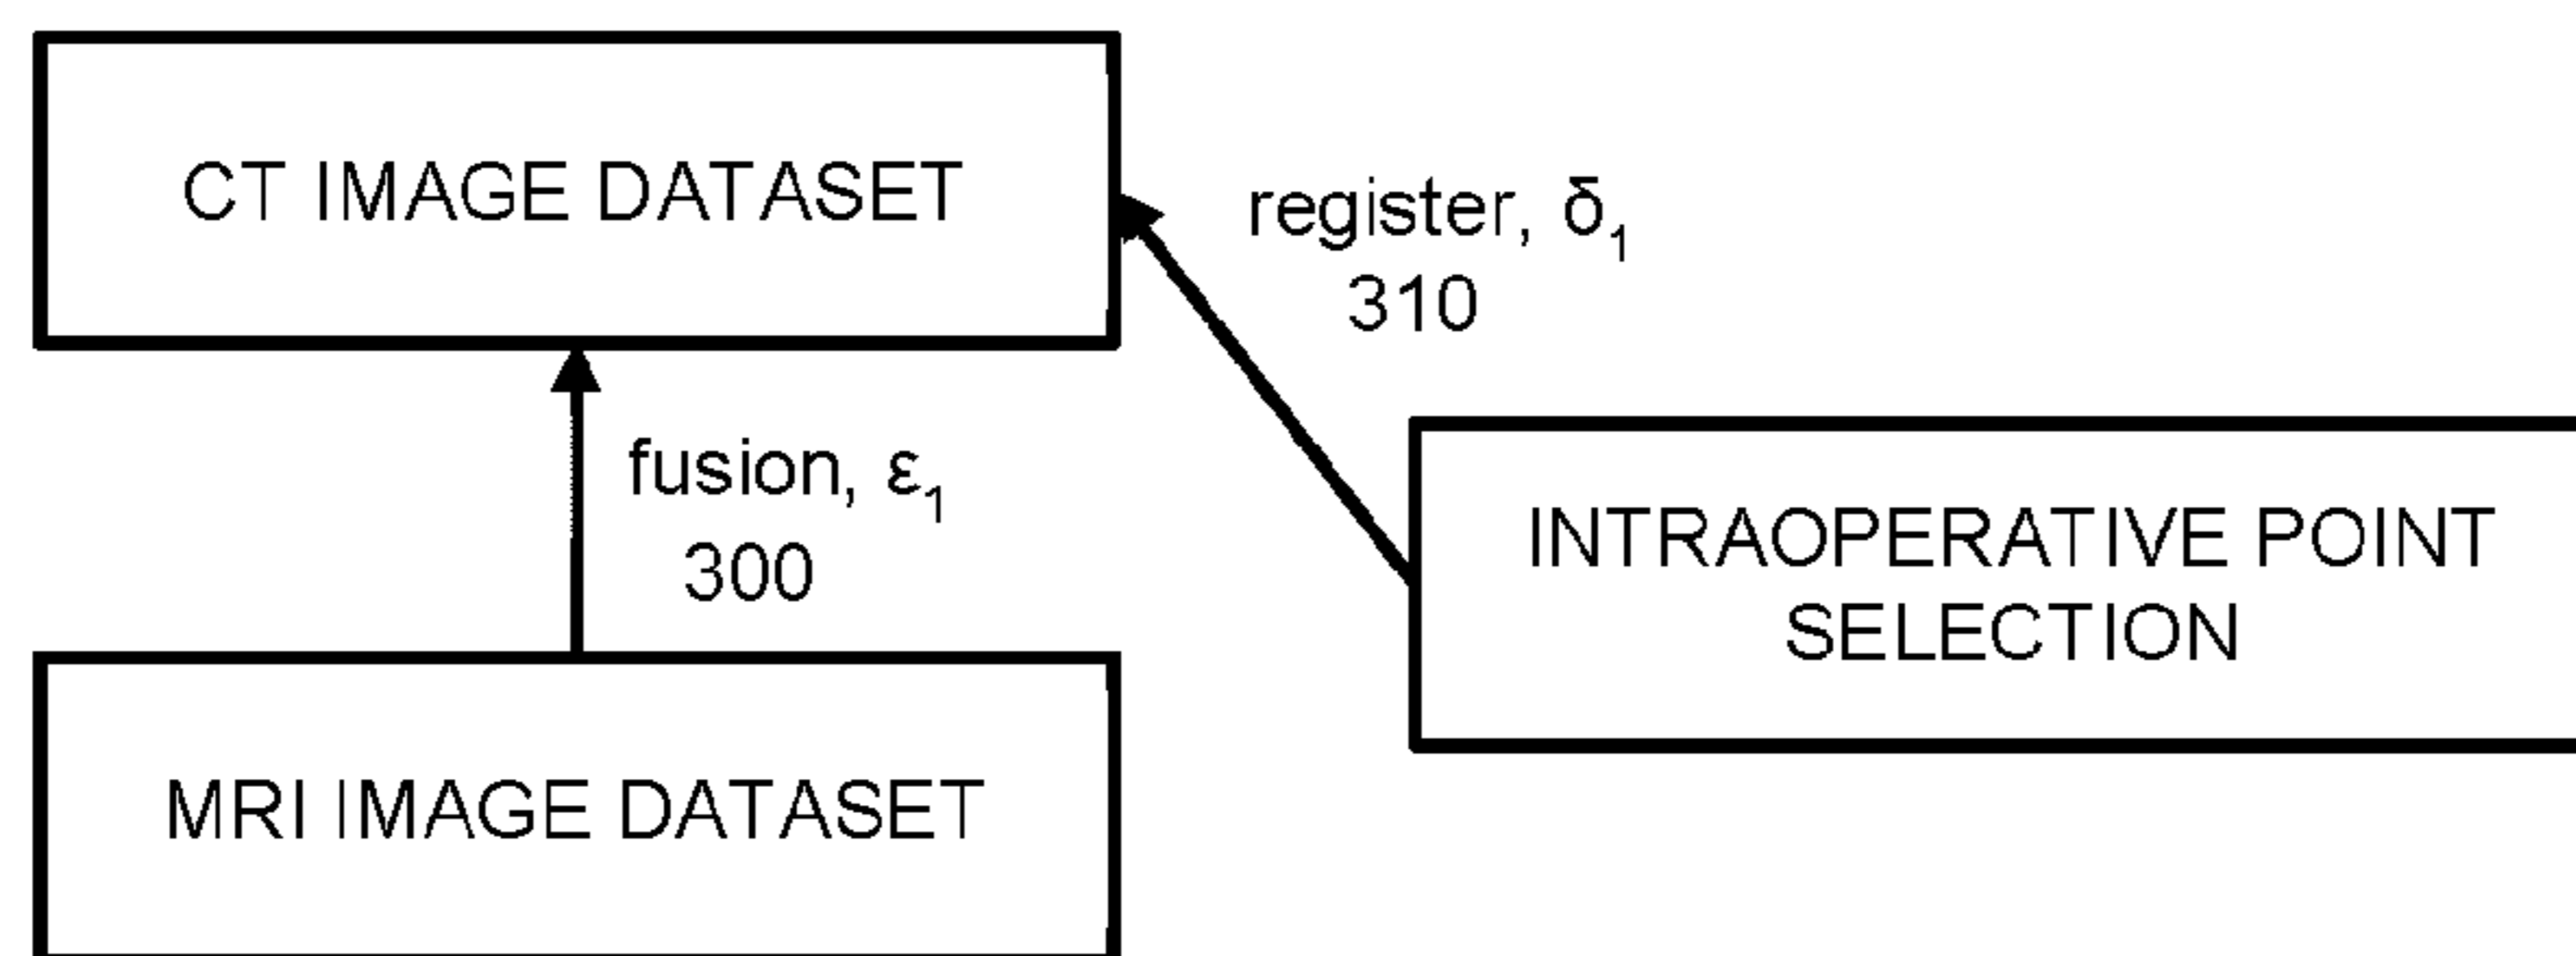 CT IMAGE DATASET
register, δ₁
310
fusion, ε₁
300
INTRAOPERATIVE POINT
SELECTION
MRI IMAGE DATASET